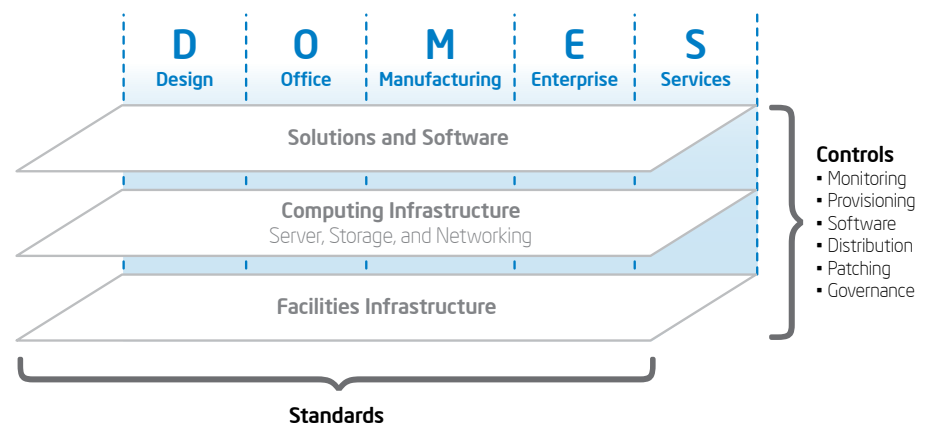 D O M E S
Design Office Manufacturing Enterprise Services
Solutions and Software
Computing Infrastructure
Server, Storage, and Networking
Facilities Infrastructure
Controls
▪ Monitoring
▪ Provisioning
▪ Software
▪ Distribution
▪ Patching
▪ Governance
Standards